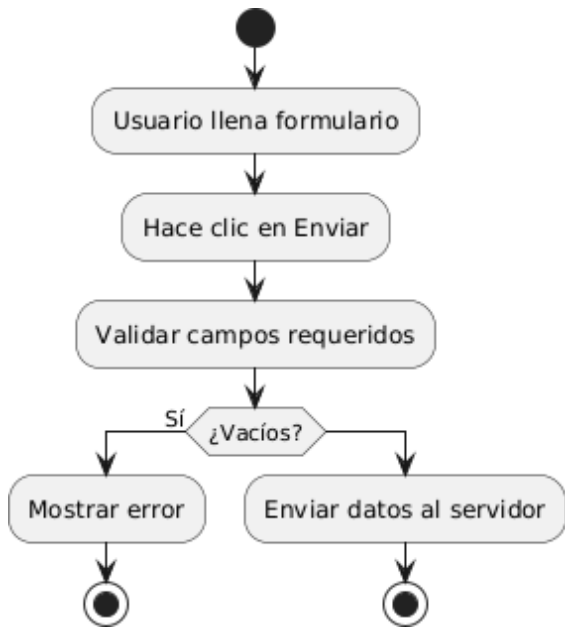 Usuario llena formulario
Hace clic en Enviar
Validar campos requeridos
Sí
¿Vacíos?
Mostrar error
Enviar datos al servidor